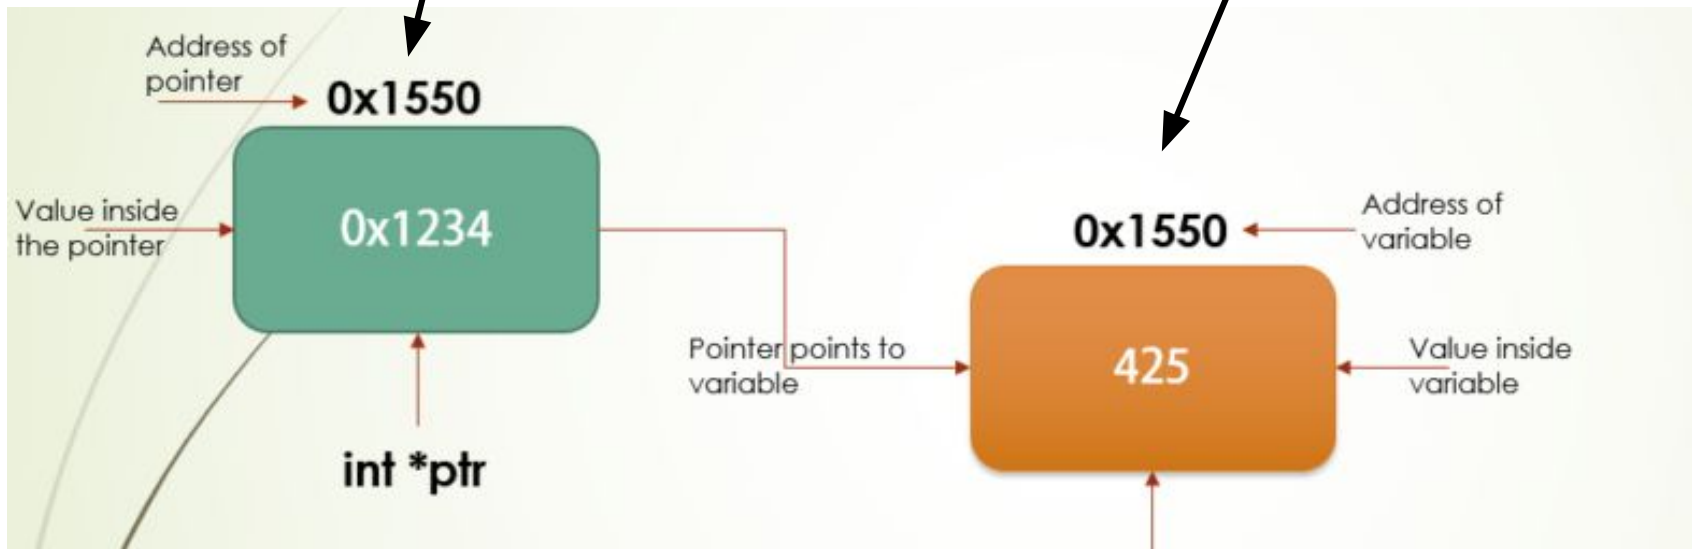 Address of
pointer
0x1550
Value inside
the pointer
0x1234
int *ptr
Pointer points to
variable
0x1550
Address of
variable
425
Value inside
variable